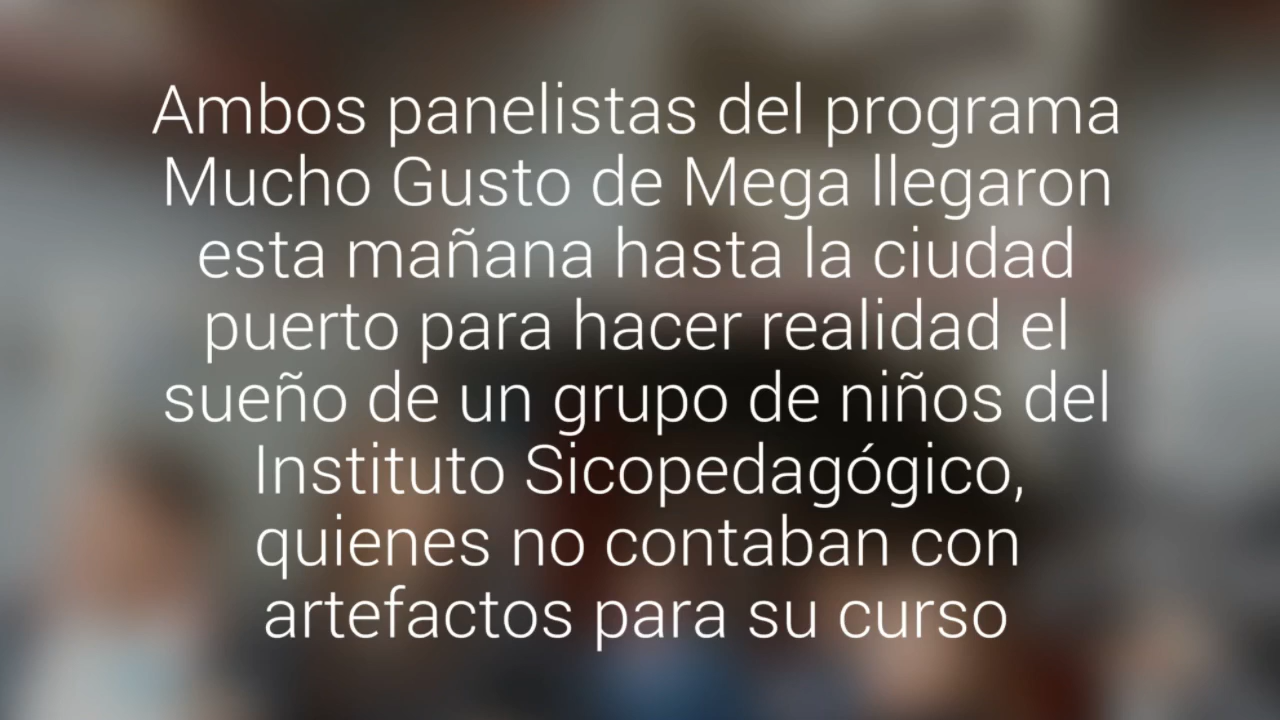 Ambos panelistas del programa
Mucho Gusto de Mega llegaron
esta mañana hasta la ciudad
puerto para hacer realidad el
sueño de un grupo de niños del
Instituto Sicopedagógico,
quienes no contaban con
artefactos para su curso